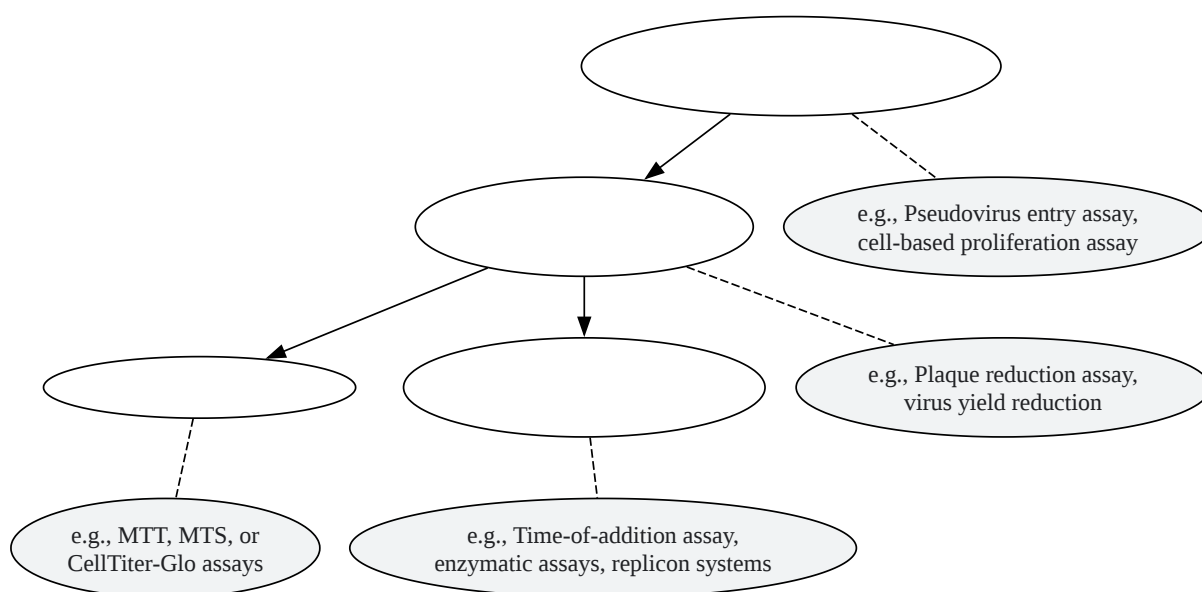 e.g., Pseudovirus entry assay,
cell-based proliferation assay
e.g., Plaque reduction assay,
virus yield reduction
e.g., MTT, MTS, or
CellTiter-Glo assays
e.g., Time-of-addition assay,
enzymatic assays, replicon systems